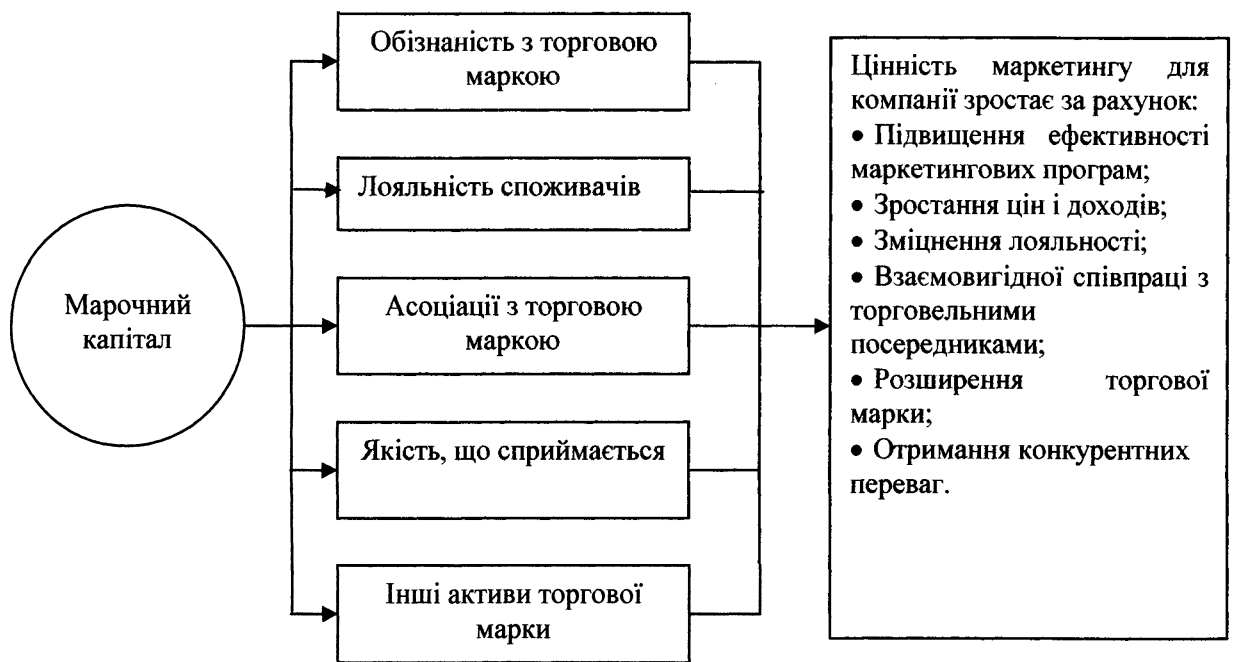 Марочний
капітал
Обізнаність з торговою
маркою
Лояльність споживачів
Асоціації з торговою
маркою
Якість, що сприймається
Інші активи торгової
марки
Цінність маркетингу для
компанії зростає за рахунок:
• Підвищення ефективності
маркетингових програм;
• Зростання цін і доходів;
• Зміцнення лояльності;
• Взаємовигідної співпраці з
торговельними
посередниками;
• Розширення торгової
марки;
• Отримання конкурентних
переваг.